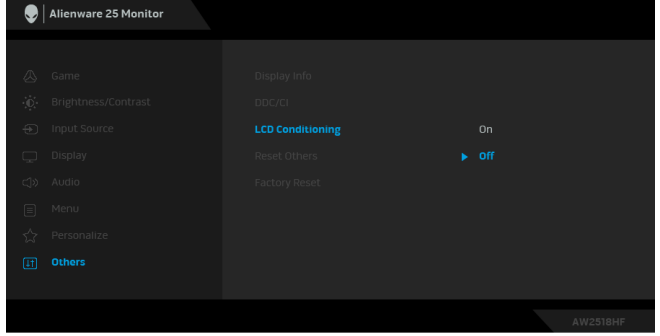 Alienware 25 Monitor
Game
Display Info
Brightness/Contrast
DDC/CI
Input Source
LCD Conditioning
On
Display
Reset Others
Off
Audio
Factory Reset
Menu
Personalize
Others
AW2518HF